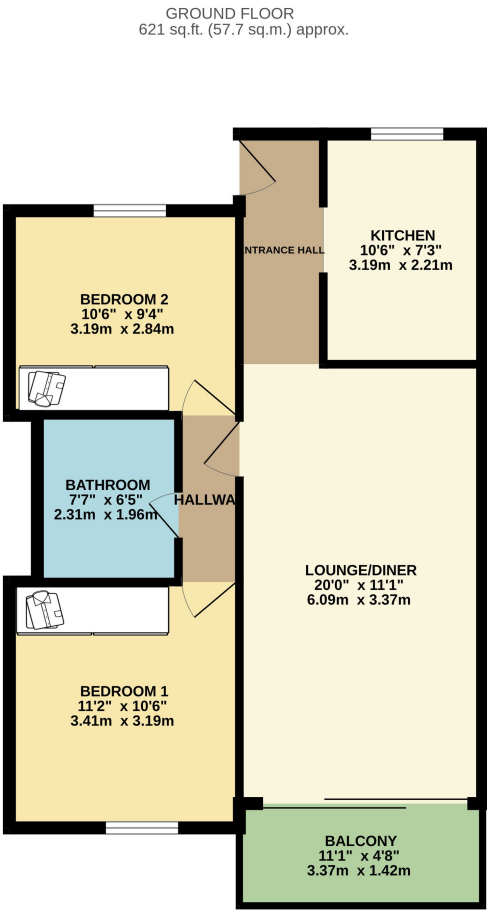 GROUND FLOOR
621 sq.ft. (57.7 sq.m.) approx.
KITCHEN
10'6" x 7'3"
3.19m x 2.21m
NTRANCE HALL
BEDROOM 2
10'6" x 9'4"
3.19m x 2.84m
BATHROOM
7'7" x 6'5"
2.31m x 1.96m
HALLWA
LOUNGE/DINER
20'0" x 11'1"
6.09m x 3.37m
BEDROOM 1
11'2" x 10'6"
3.41m x 3.19m
BALCONY
11'1" x 4'8"
3.37m x 1.42m